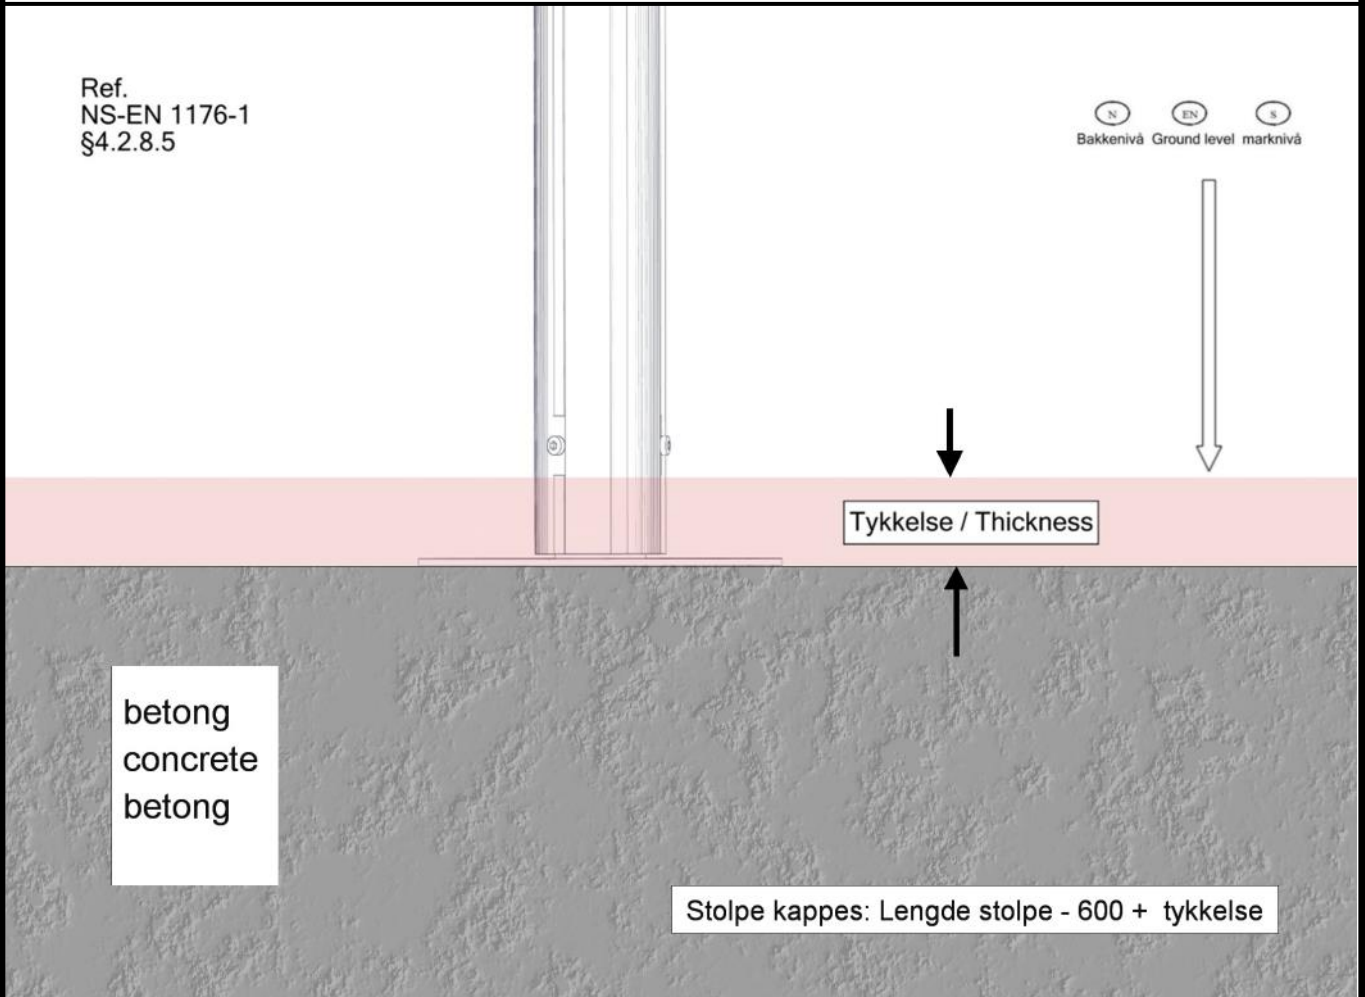 Ref.
NS-EN 1176-1
§4.2.8.5
N EN S
Bakkenivå Ground level marknivå
Tykkelse / Thickness
betong
concrete
betong
Stolpe kappes: Lengde stolpe - 600 + tykkelse